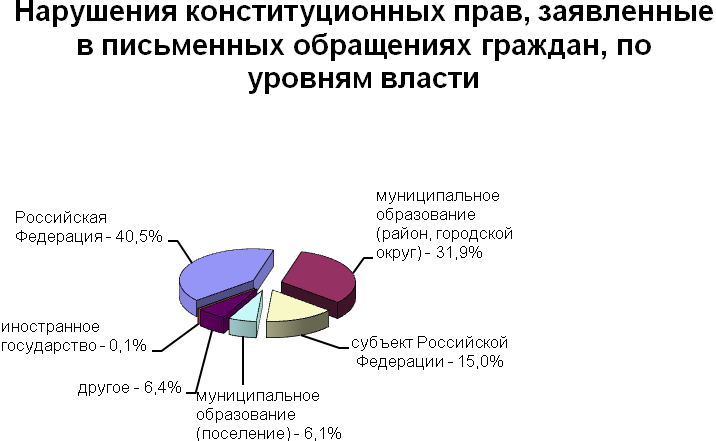 Нарушения конституционных прав, заявленные
в письменных обращениях граждан, по
уровням власти
Российская
Федерация - 40,5%
муниципальное
образование
(район, городской
округ) - 31,9%
иностранное
государство - 0,1%
субъект Российской
Федерации - 15,0%
другое - 6,4%
муниципальное
образование
(поселение) - 6,1%